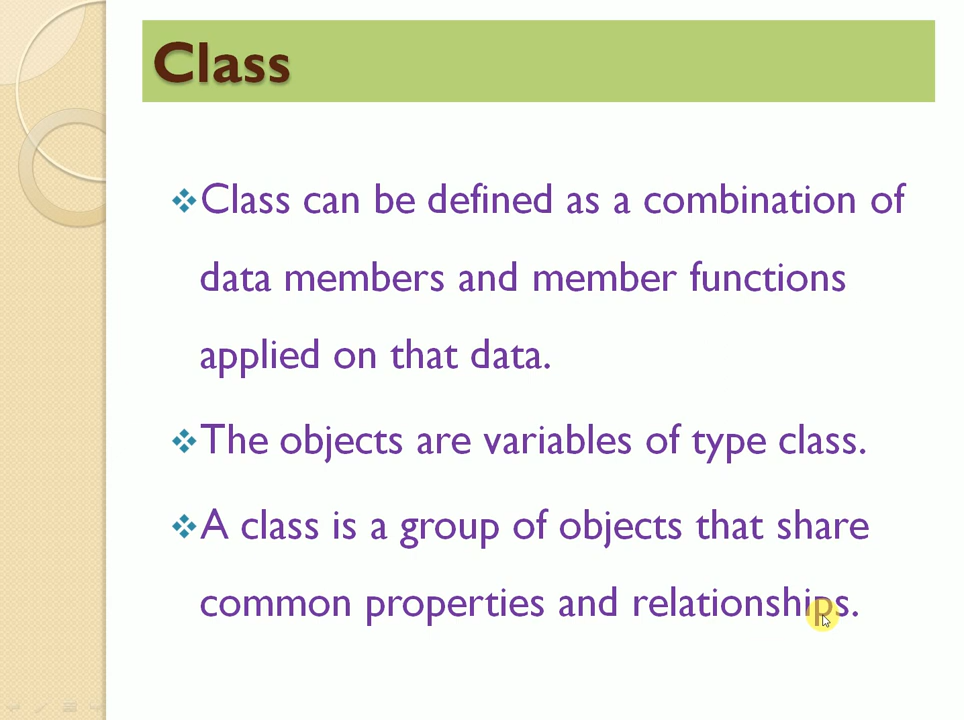 Class
Class can be defined as a combination of
data members and member functions
applied on that data.
The objects are variables of type class.
A class is a group of objects that share
common properties and relationships.